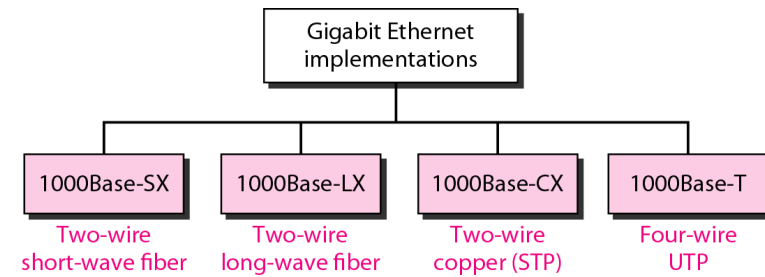 Gigabit Ethernet
implementations
1000Base-SX
1000Base-LX
1000Base-CX
1000Base-T
Two-wire
short-wave fiber
Two-wire
long-wave fiber
Two-wire
copper (STP)
Four-wire
UTP